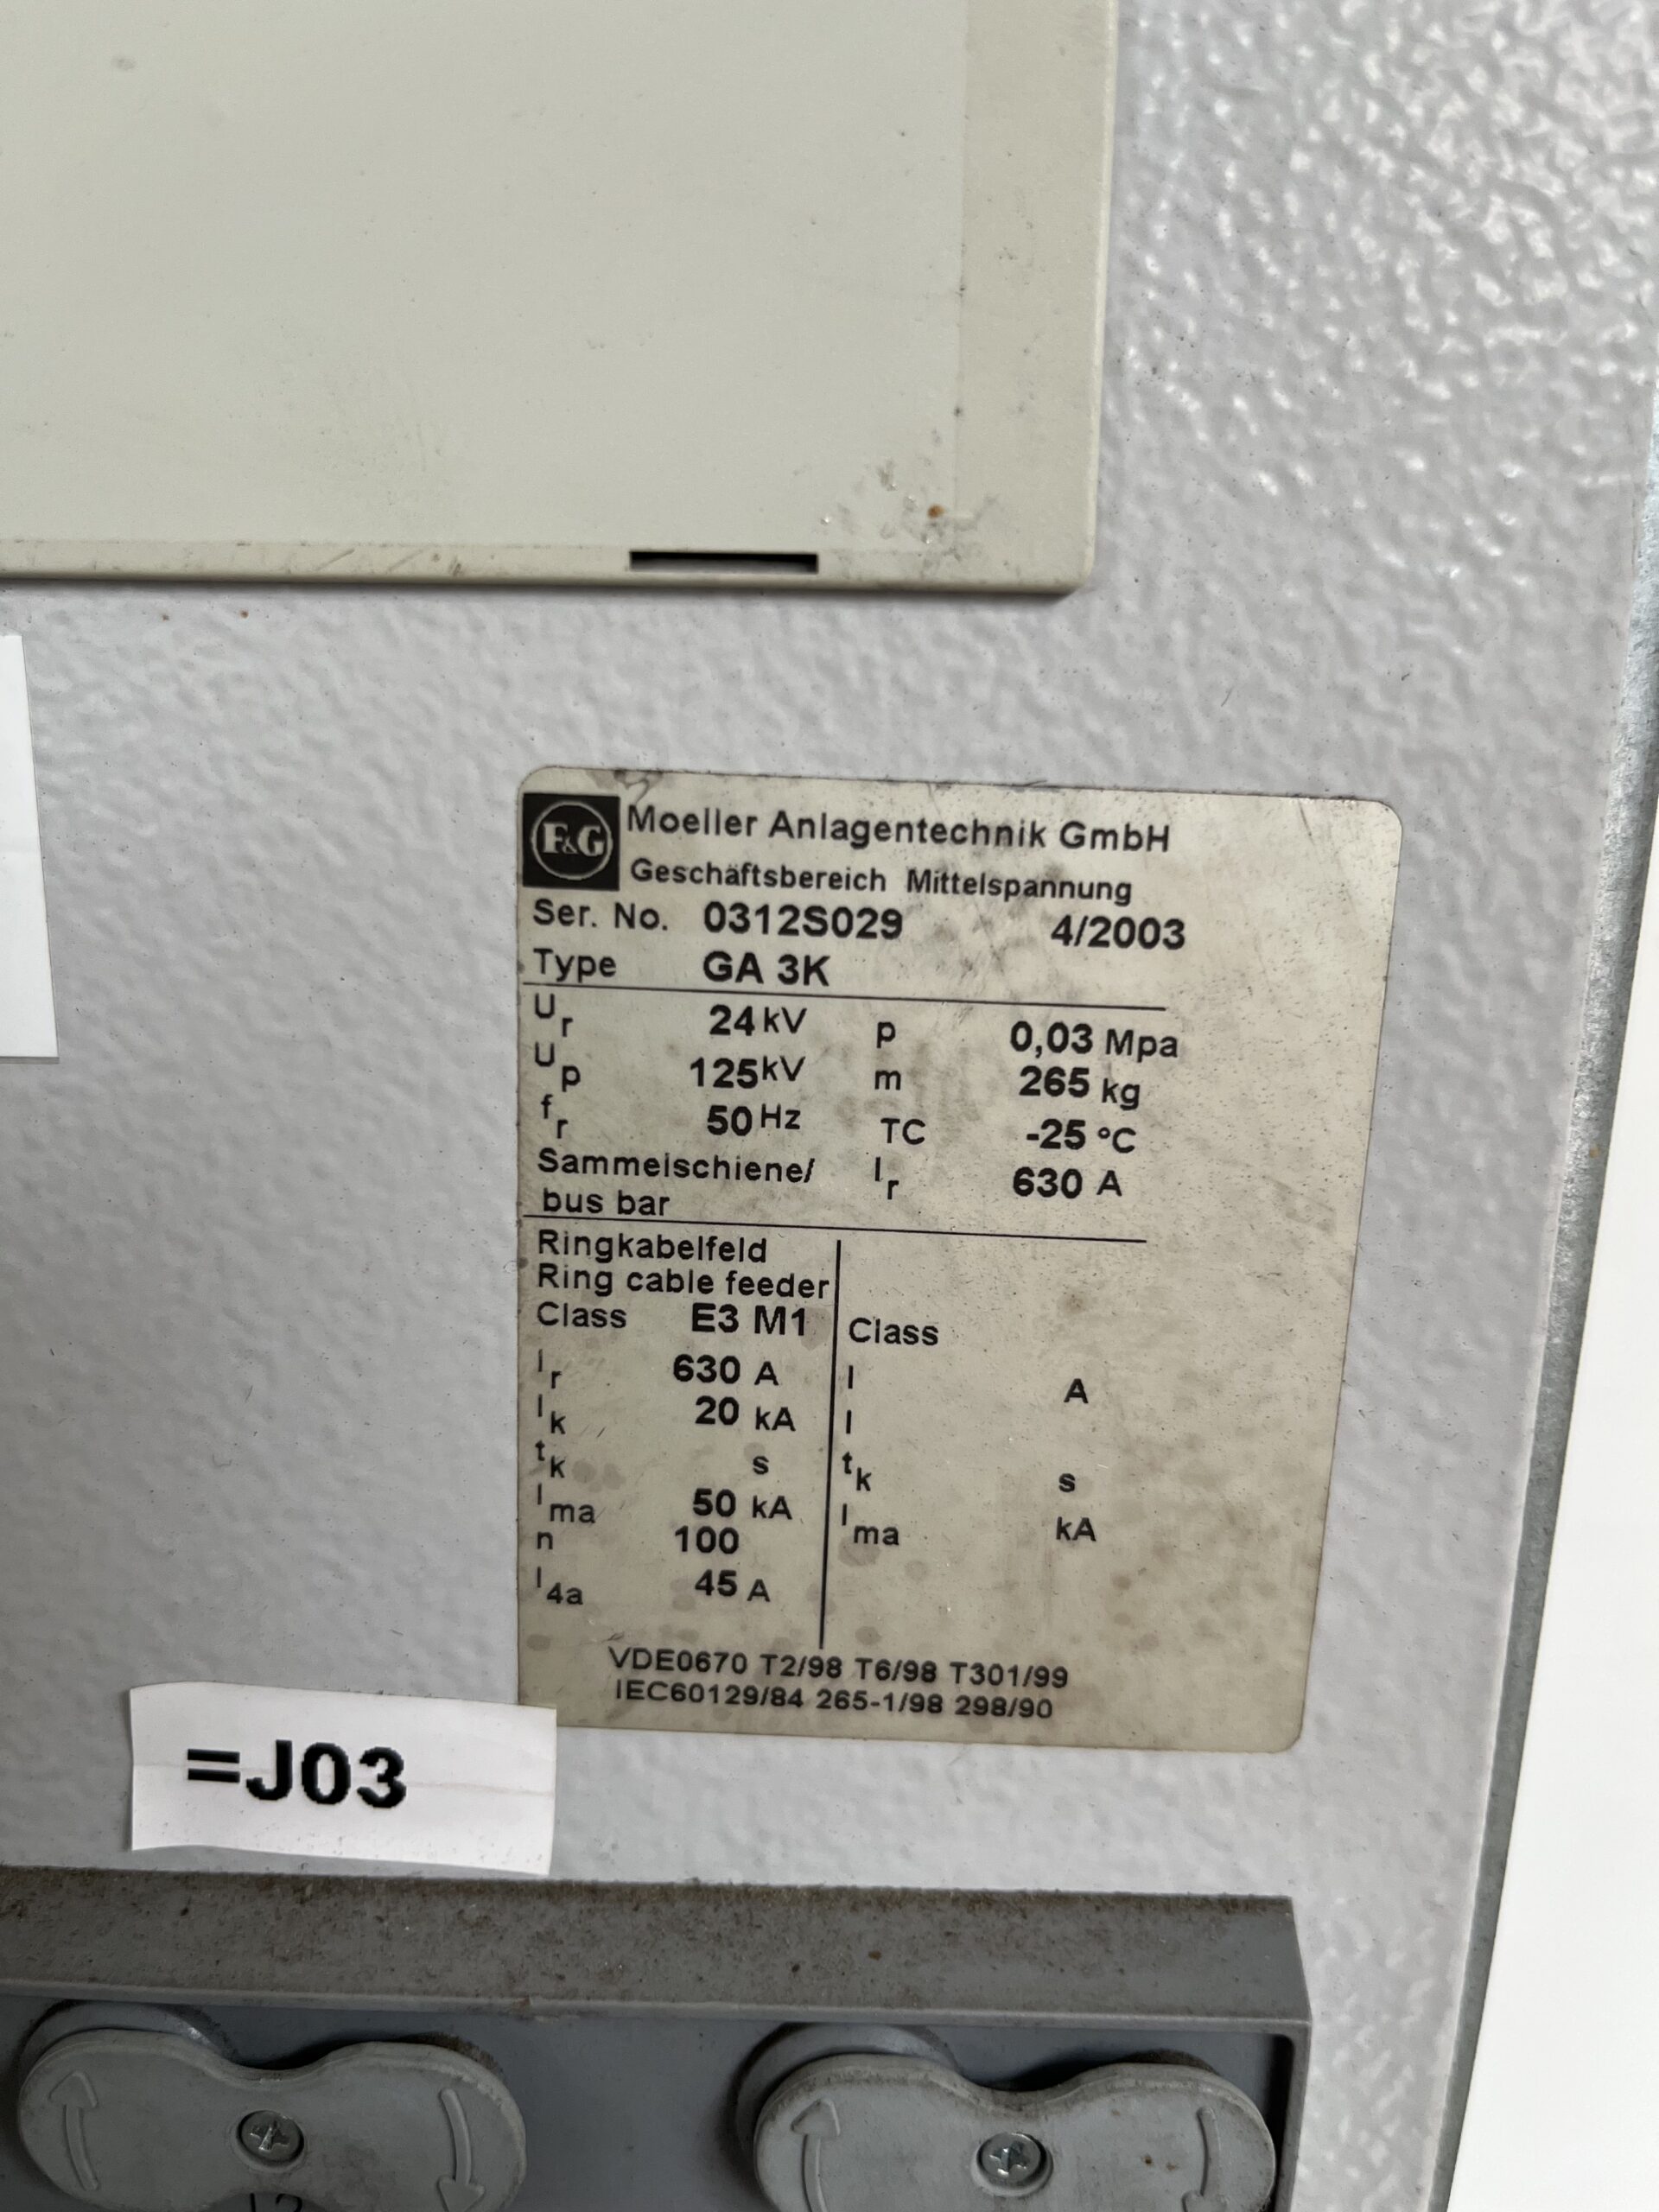 F&G Moeller Anlagentechnik GmbH
Geschäftsbereich Mittelspannung
Ser. No. 0312S029 4/2003
Type GA 3K
Ur 24 kV p 0,03 Mpa
Up 125 kV m 265 kg
fr 50 Hz TC -25 °C
Sammelschiene/ Ir 630 A
bus bar
Ringkabelfeld
Ring cable feeder
Class E3 M1 Class
Ir 630 A I A
Ik 20 kA I
tk s tk s
Ima 50 kA Ima kA
n 100
I4a 45 A
VDE0670 T2/98 T6/98 T301/99
IEC60129/84 265-1/98 298/90
=J03